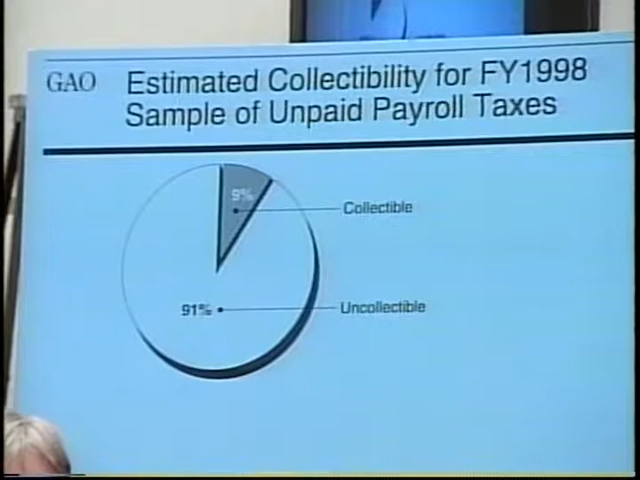 GAO
Estimated Collectibility for FY1998
Sample of Unpaid Payroll Taxes
9%
Collectible
91%
Uncollectible